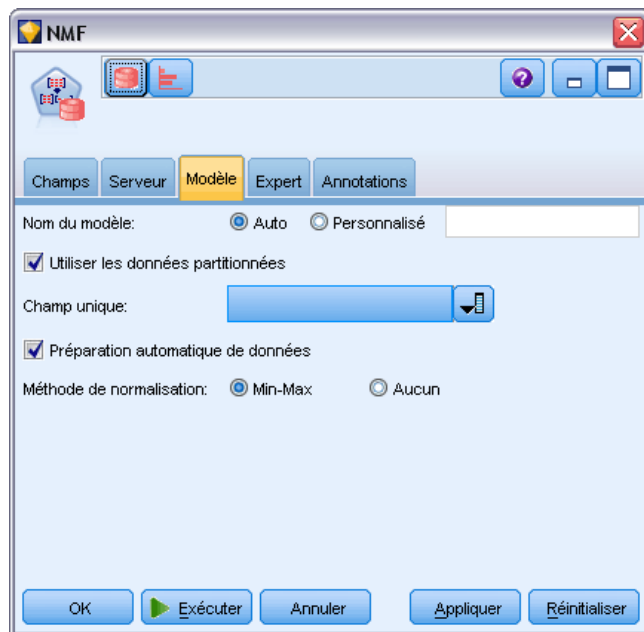 NMF
?
Champs Serveur Modèle Expert Annotations
Nom du modèle: Auto Personnalisé
Utiliser les données partitionnées
Champ unique:
Préparation automatique de données
Méthode de normalisation: Min-Max Aucun
OK Exécuter Annuler Appliquer Réinitialiser